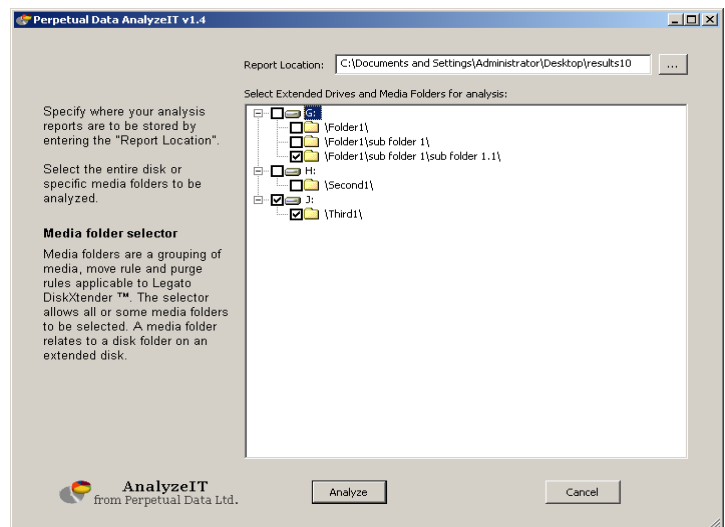 Perpetual Data AnalyzeIT v1.4
Report Location: C:\Documents and Settings\Administrator\Desktop\results10 ...
Select Extended Drives and Media Folders for analysis:
Specify where your analysis
reports are to be stored by
entering the "Report Location".
Select the entire disk or
specific media folders to be
analyzed.
Media folder selector
Media folders are a grouping of
media, move rule and purge
rules applicable to Legato
DiskXtender ™. The selector
allows all or some media folders
to be selected. A media folder
relates to a disk folder on an
extended disk.
G:
\Folder1\
\Folder1\sub folder 1\
\Folder1\sub folder 1\sub folder 1.1\
H:
\Second1\
J:
\Third1\
AnalyzeIT
from Perpetual Data Ltd.
Analyze
Cancel